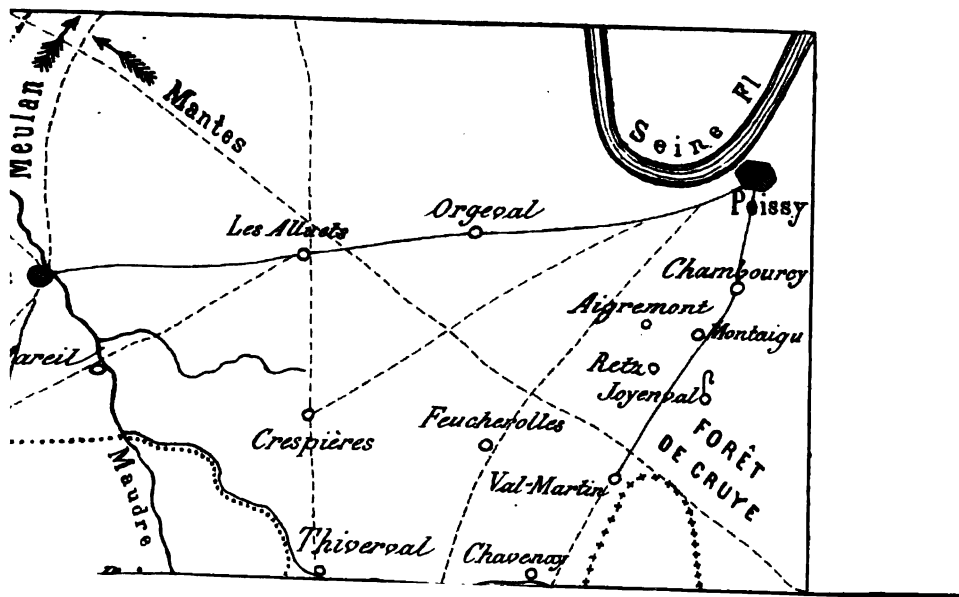 Meulan
Mantes
Seine Fl
Poissy
Orgeval
Les Alluets
Chambourcy
Aigremont
Montaigu
areil
Retz
Joyenval
Crespières
Feucherolles
FORÊT
DE CRUYE
Val-Martin
Maudre
Thiverval
Chavenay